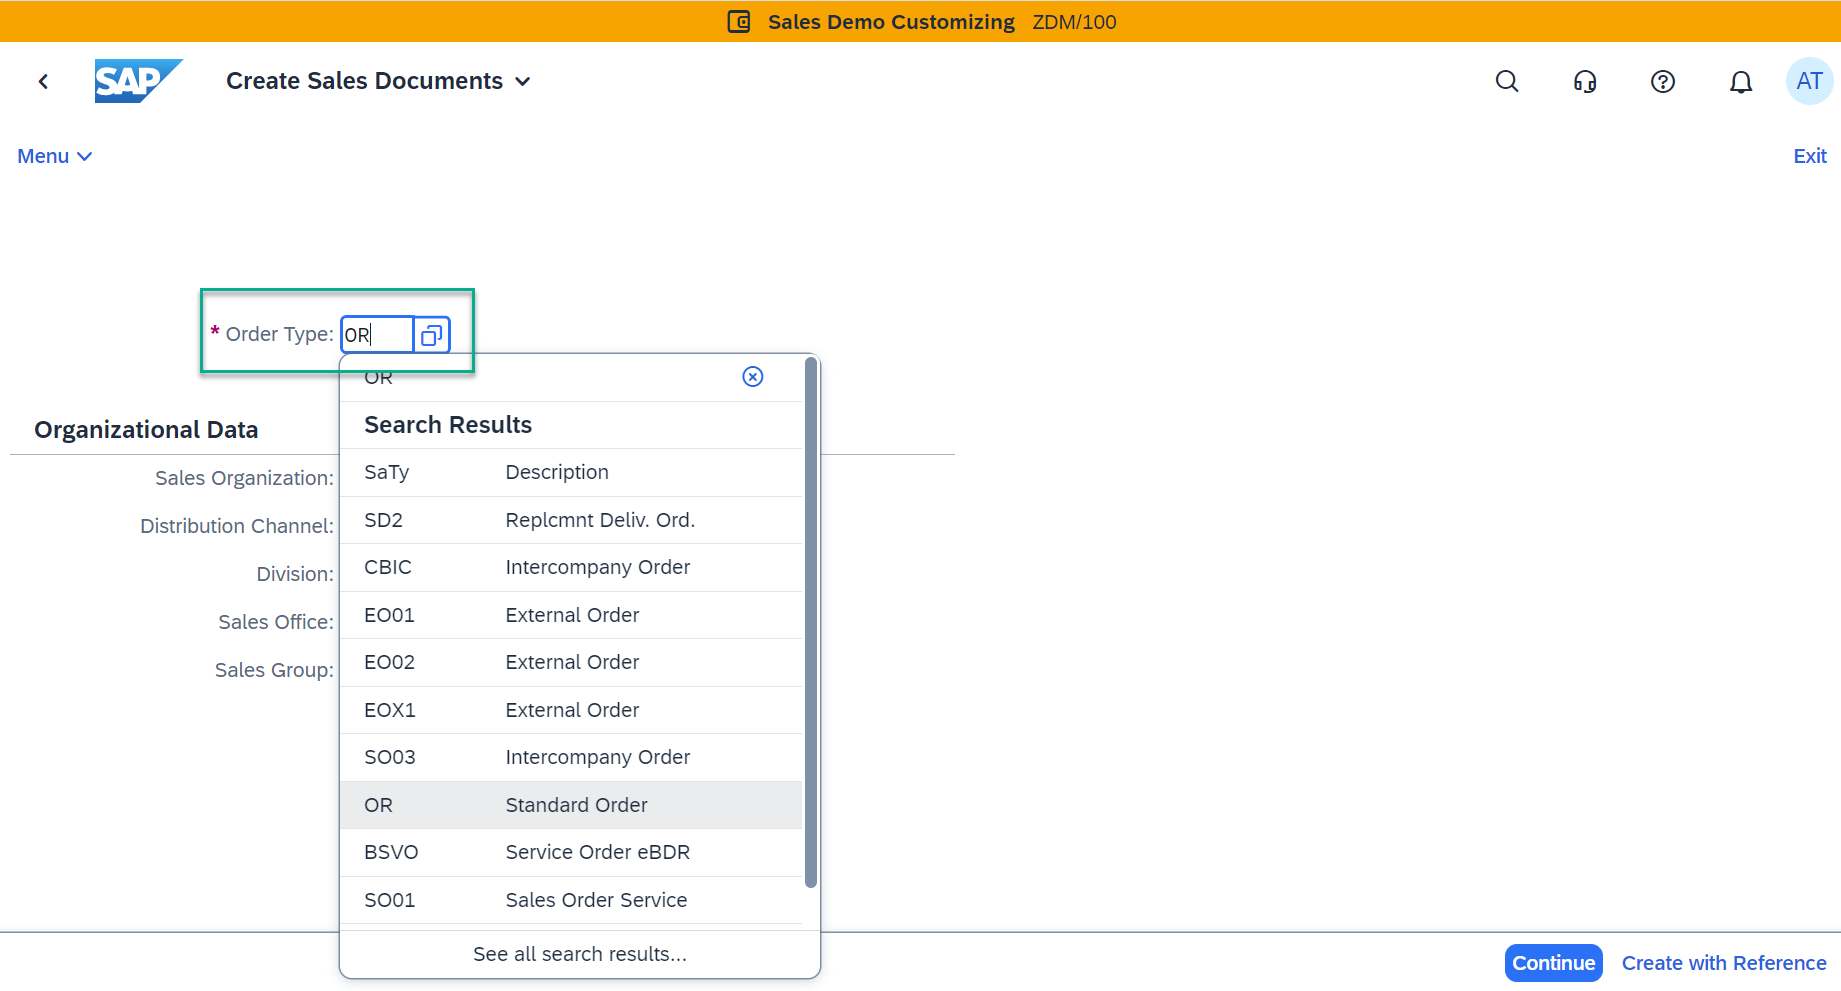 Sales Demo Customizing ZDM/100
SAP Create Sales Documents AT
Menu Exit
* Order Type: OR
OR
Search Results
Organizational Data
SaTy Description
Sales Organization:
SD2 Replcmnt Deliv. Ord.
Distribution Channel:
CBIC Intercompany Order
Division:
EO01 External Order
Sales Office:
EO02 External Order
Sales Group:
EOX1 External Order
SO03 Intercompany Order
OR Standard Order
BSVO Service Order eBDR
SO01 Sales Order Service
See all search results...
Continue Create with Reference